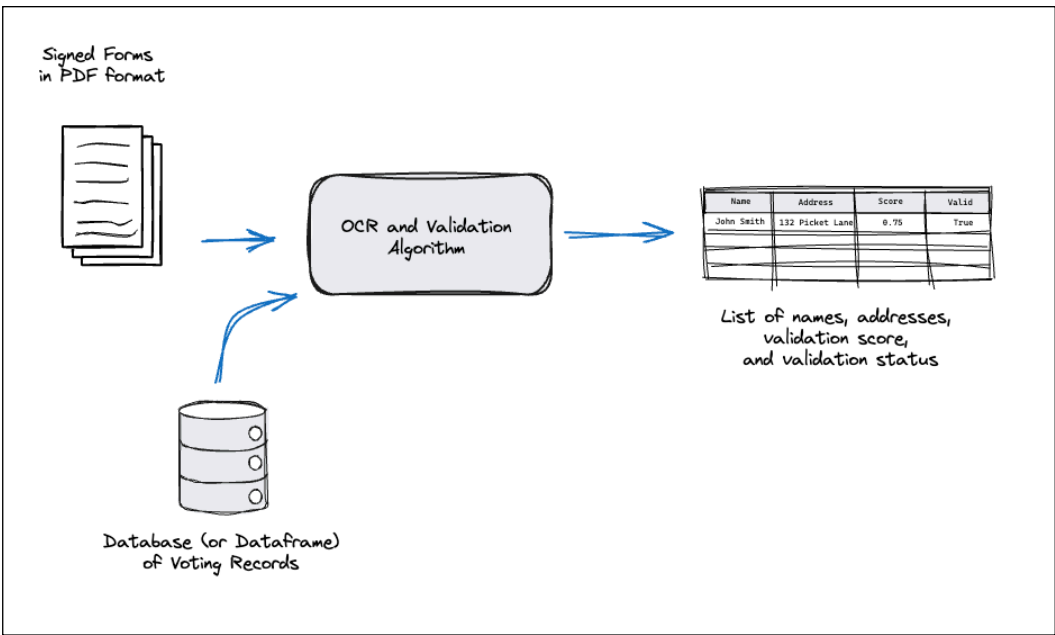 Signed Forms
in PDF format
OCR and Validation
Algorithm
Name Address Score Valid
John Smith 132 Picket Lane 0.75 True
List of names, addresses,
validation score,
and validation status
Database (or Dataframe)
of Voting Records